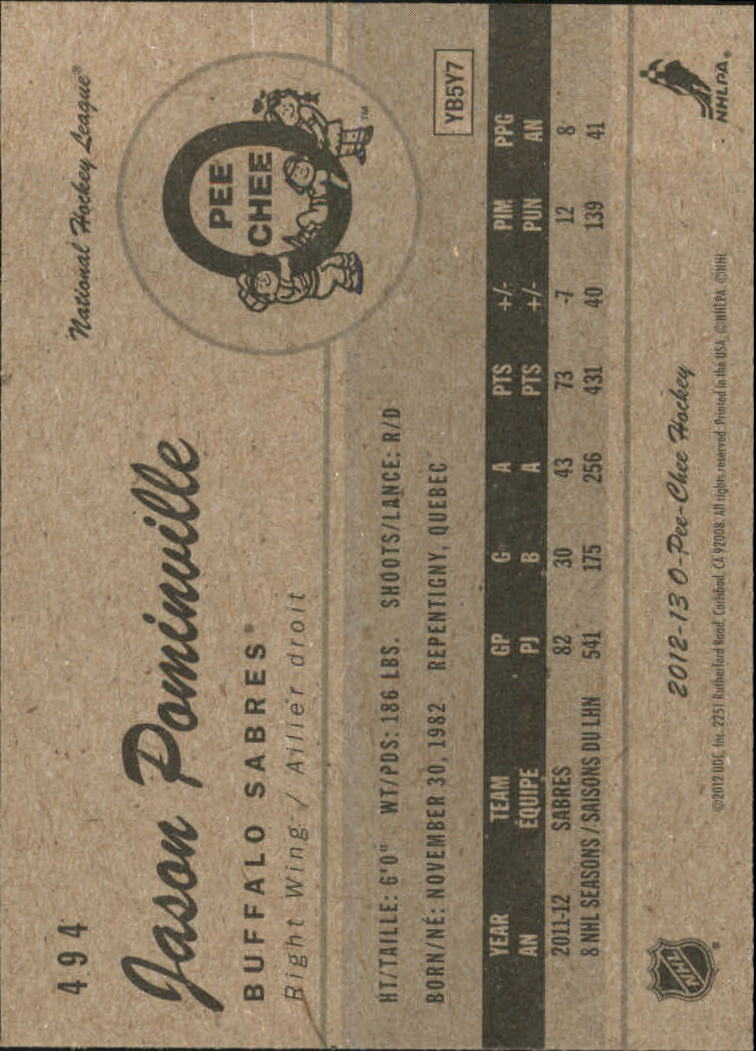 494
National Hockey League®
Jason Pominville
BUFFALO SABRES®
Right Wing / Ailier droit
O
PEE
CHEE
TM
HT/TAILLE: 6'0" WT/PDS: 186 LBS. SHOOTS/LANCE: R/D
BORN/NÉ: NOVEMBER 30, 1982 REPENTIGNY, QUEBEC
YB5Y7
YEAR TEAM GP G A PTS +/- PIM PPG
AN ÉQUIPE PJ B A PTS +/- PUN AN
2011-12 SABRES 82 30 43 73 -7 12 8
8 NHL SEASONS / SAISONS DU LHN 541 175 256 431 40 139 41
NHL
®
2012-13 O-Pee-Chee Hockey
NHLPA®
©2012 UDC, Inc. 2251 Rutherford Road, Carlsbad, CA 92008. All rights reserved. Printed in the USA. ©NHLPA. ©NHL